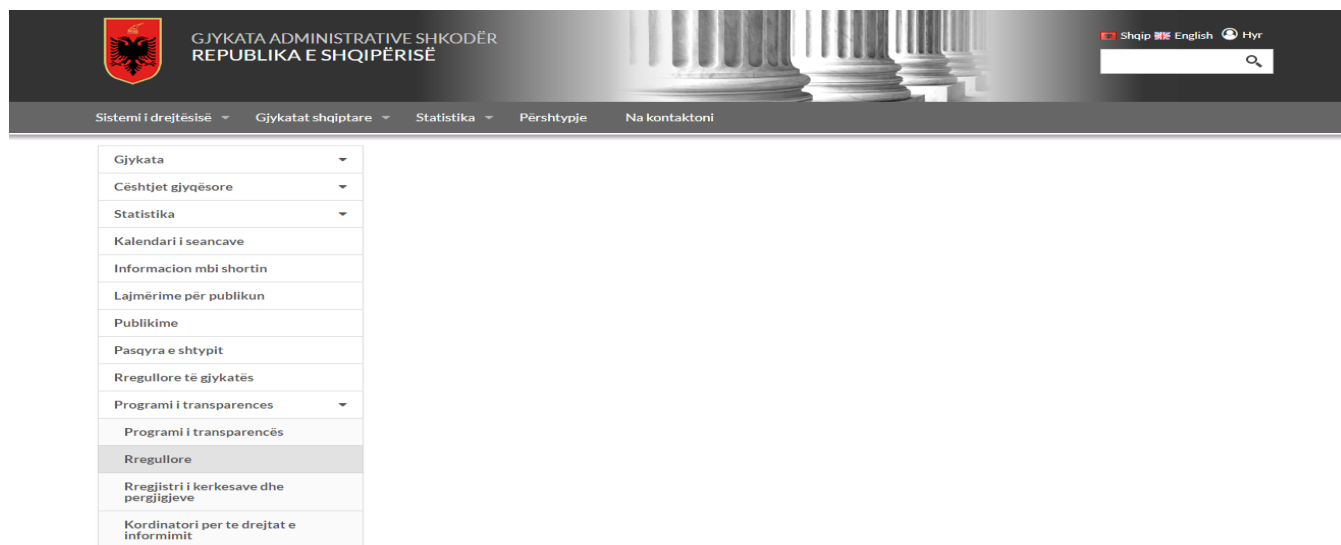 GJYKATA ADMINISTRATIVE SHKODËR
REPUBLIKA E SHQIPËRISË
Shqip English Hyr
Sistemi i drejtësisë Gjykatat shqiptare Statistika Përshtypje Na kontaktoni
Gjykata
Cështjet gjyqësore
Statistika
Kalendari i seancave
Informacion mbi shortin
Lajmërime për publikun
Publikime
Pasqyra e shtypit
Rregullore të gjykatës
Programi i transparences
Programi i transparencës
Rregullore
Rregjistri i kerkesave dhe
pergjigjeve
Kordinatori per te drejtat e
informimit